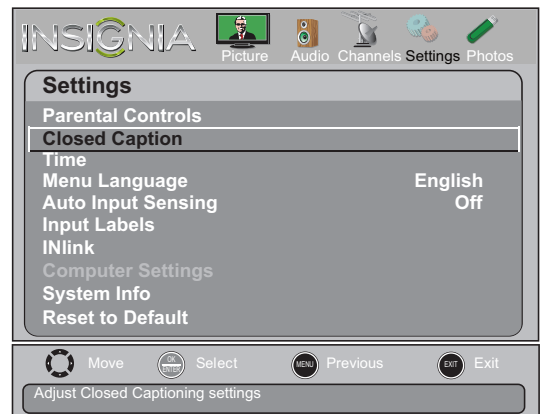 INSIGNIA
Picture Audio Channels Settings Photos
Settings
Parental Controls
Closed Caption
Time
Menu Language English
Auto Input Sensing Off
Input Labels
INlink
Computer Settings
System Info
Reset to Default
Move OK ENTER Select MENU Previous EXIT Exit
Adjust Closed Captioning settings